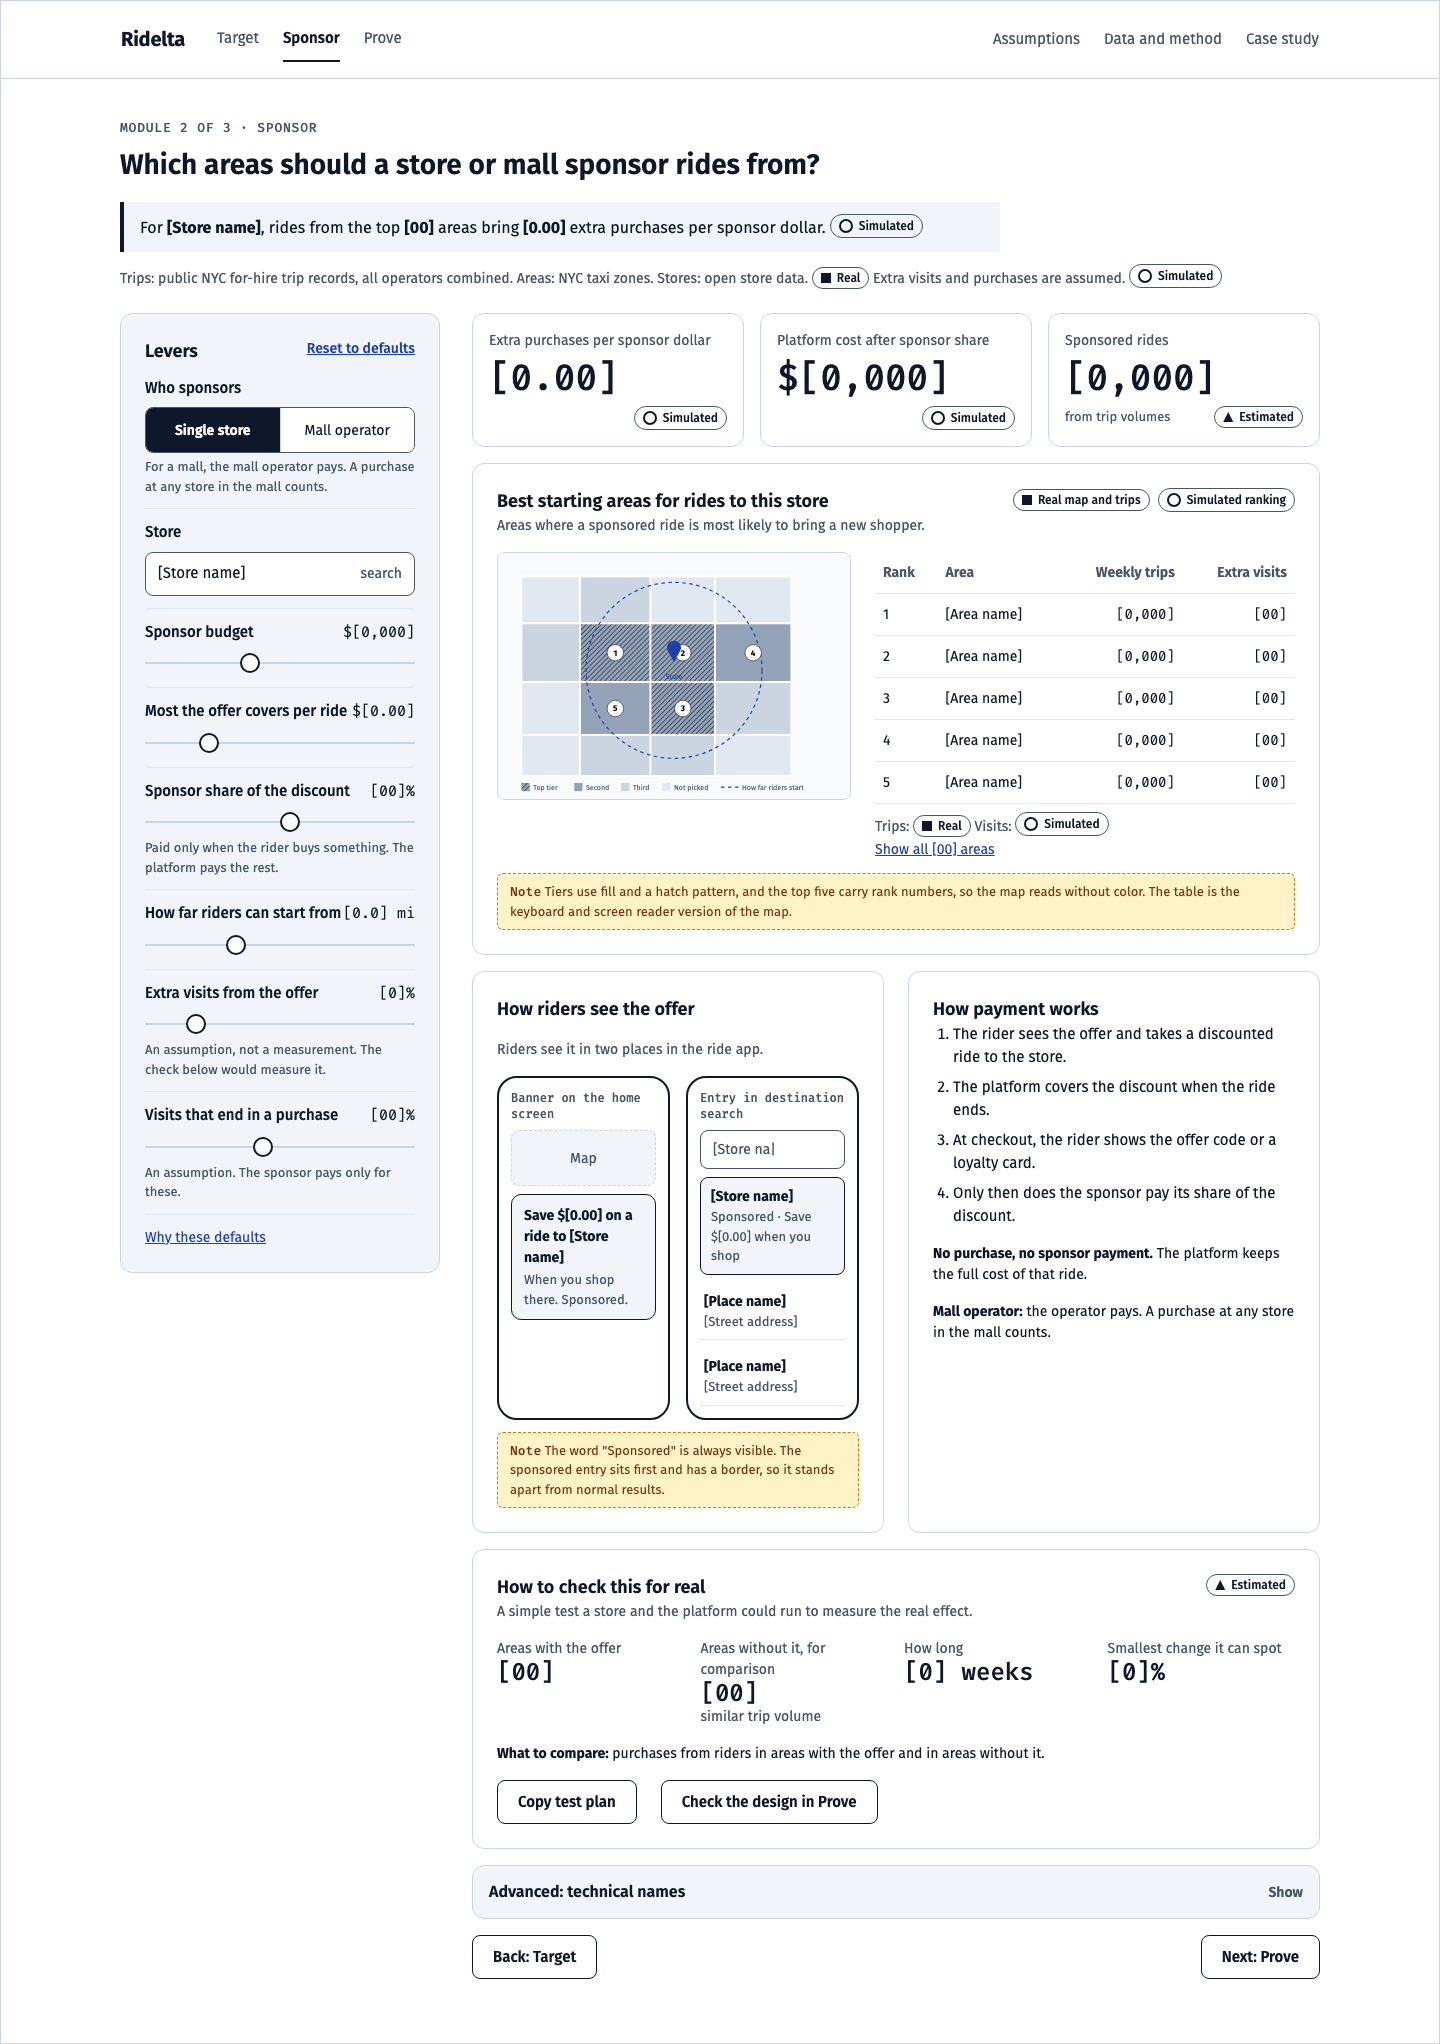 Ridelta Target Sponsor Prove Assumptions Data and method Case study
MODULE 2 OF 3 · SPONSOR
Which areas should a store or mall sponsor rides from?
For [Store name], rides from the top [00] areas bring [0.00] extra purchases per sponsor dollar. Simulated
Trips: public NYC for-hire trip records, all operators combined. Areas: NYC taxi zones. Stores: open store data. Real Extra visits and purchases are assumed. Simulated
Levers Reset to defaults
Who sponsors
Single store Mall operator
For a mall, the mall operator pays. A purchase
at any store in the mall counts.
Store
[Store name] search
Sponsor budget $[0,000]
Most the offer covers per ride $[0.00]
Sponsor share of the discount [00]%
Paid only when the rider buys something. The
platform pays the rest.
How far riders can start from [0.0] mi
Extra visits from the offer [0]%
An assumption, not a measurement. The
check below would measure it.
Visits that end in a purchase [00]%
An assumption. The sponsor pays only for
these.
Why these defaults
Extra purchases per sponsor dollar
[0.00]
Simulated
Platform cost after sponsor share
$[0,000]
Simulated
Sponsored rides
[0,000]
from trip volumes Estimated
Best starting areas for rides to this store Real map and trips Simulated ranking
Areas where a sponsored ride is most likely to bring a new shopper.
1 2 4
Store
5 3
Top tier Second Third Not picked How far riders start
Rank Area Weekly trips Extra visits
1 [Area name] [0,000] [00]
2 [Area name] [0,000] [00]
3 [Area name] [0,000] [00]
4 [Area name] [0,000] [00]
5 [Area name] [0,000] [00]
Trips: Real Visits: Simulated
Show all [00] areas
Note Tiers use fill and a hatch pattern, and the top five carry rank numbers, so the map reads without color. The table is the
keyboard and screen reader version of the map.
How riders see the offer
Riders see it in two places in the ride app.
Banner on the home
screen
Map
Save $[0.00] on a
ride to [Store
name]
When you shop
there. Sponsored.
Entry in destination
search
[Store na|
[Store name]
Sponsored · Save
$[0.00] when you
shop
[Place name]
[Street address]
[Place name]
[Street address]
Note The word "Sponsored" is always visible. The
sponsored entry sits first and has a border, so it stands
apart from normal results.
How payment works
1. The rider sees the offer and takes a discounted
ride to the store.
2. The platform covers the discount when the ride
ends.
3. At checkout, the rider shows the offer code or a
loyalty card.
4. Only then does the sponsor pay its share of the
discount.
No purchase, no sponsor payment. The platform keeps
the full cost of that ride.
Mall operator: the operator pays. A purchase at any store
in the mall counts.
How to check this for real Estimated
A simple test a store and the platform could run to measure the real effect.
Areas with the offer
[00]
Areas without it, for
comparison
[00]
similar trip volume
How long
[0] weeks
Smallest change it can spot
[0]%
What to compare: purchases from riders in areas with the offer and in areas without it.
Copy test plan Check the design in Prove
Advanced: technical names Show
Back: Target Next: Prove